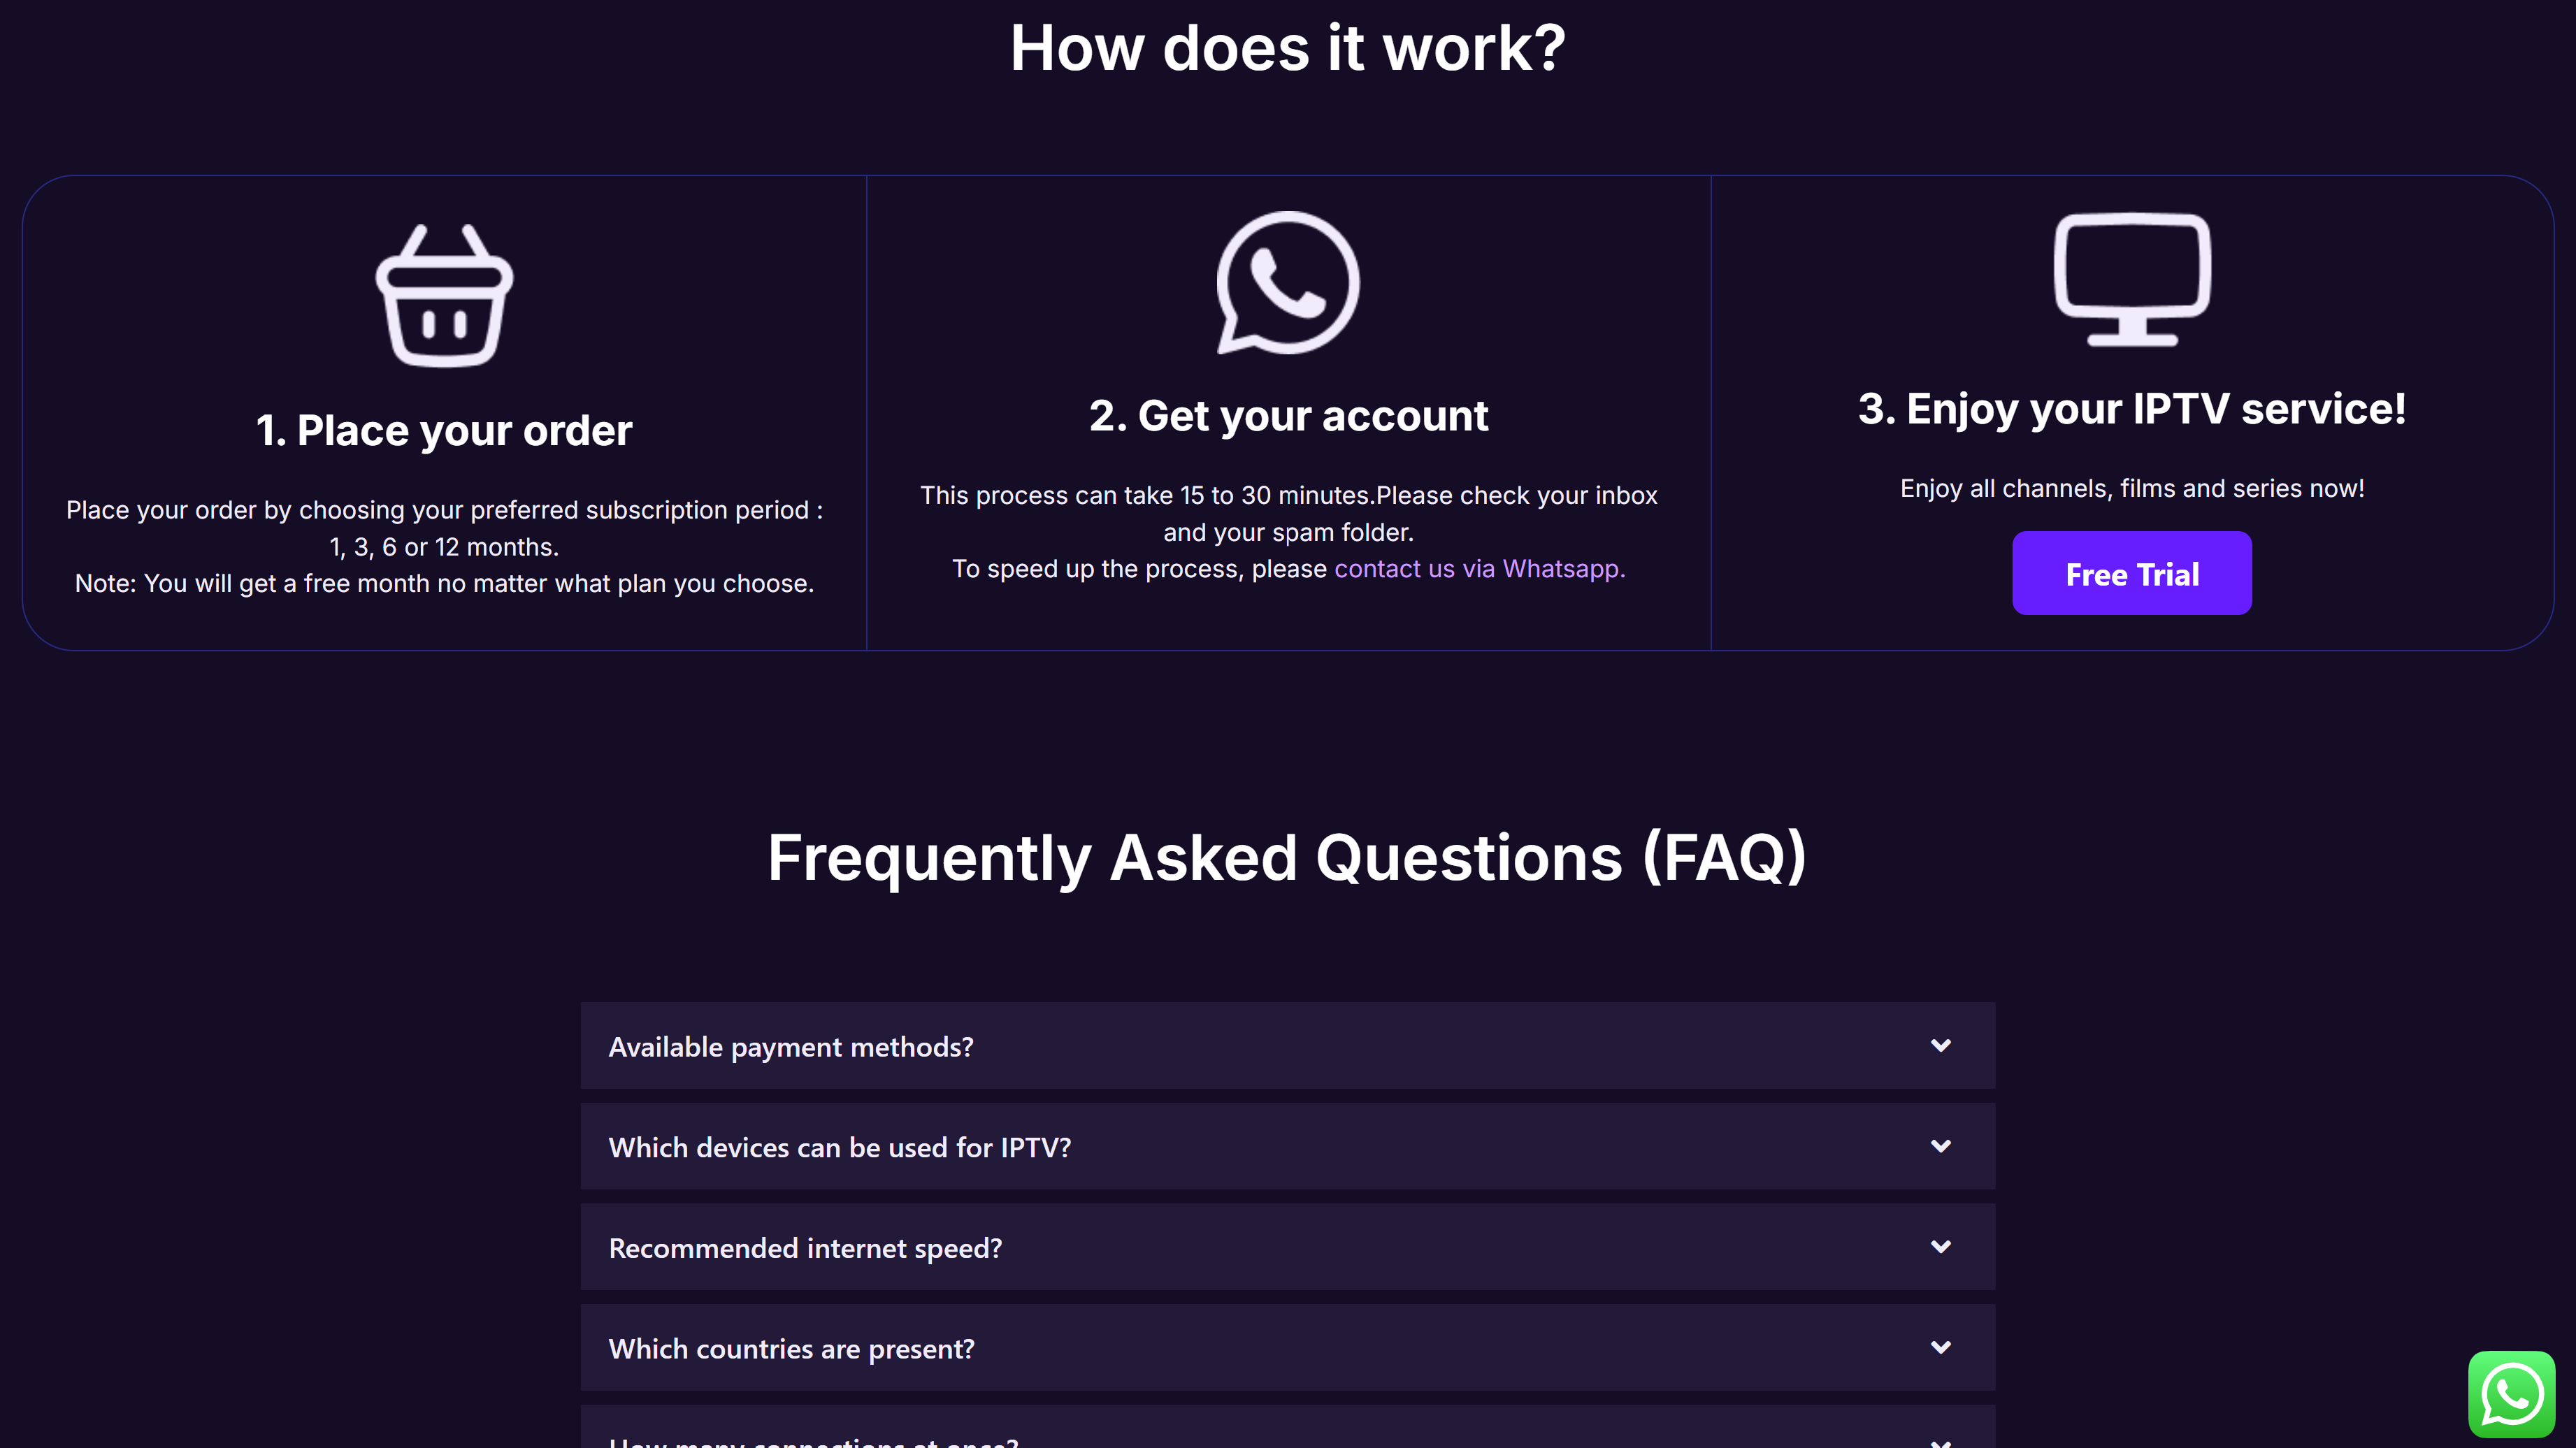 How does it work?
1. Place your order
Place your order by choosing your preferred subscription period :
1, 3, 6 or 12 months.
Note: You will get a free month no matter what plan you choose.
2. Get your account
This process can take 15 to 30 minutes.Please check your inbox
and your spam folder.
To speed up the process, please contact us via Whatsapp.
3. Enjoy your IPTV service!
Enjoy all channels, films and series now!
Free Trial
Frequently Asked Questions (FAQ)
Available payment methods?
Which devices can be used for IPTV?
Recommended internet speed?
Which countries are present?
How many connections at once?